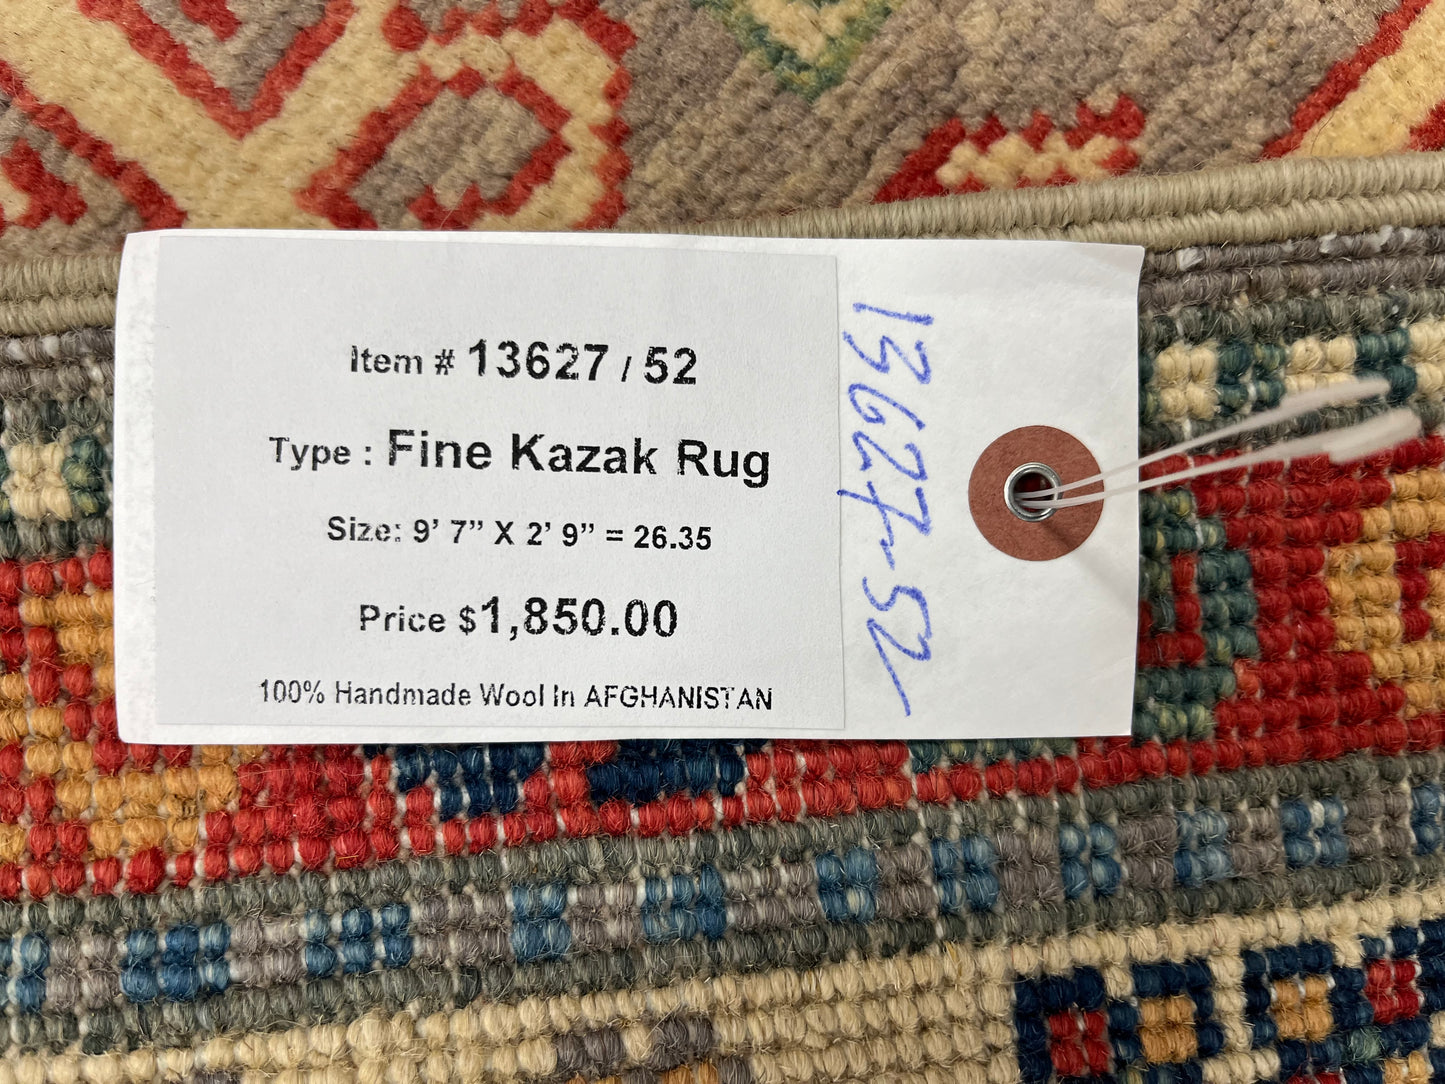 Item # 13627 / 52
Type : Fine Kazak Rug
Size: 9’ 7” X 2’ 9” = 26.35
Price $1,850.00
100% Handmade Wool In AFGHANISTAN
13627-52